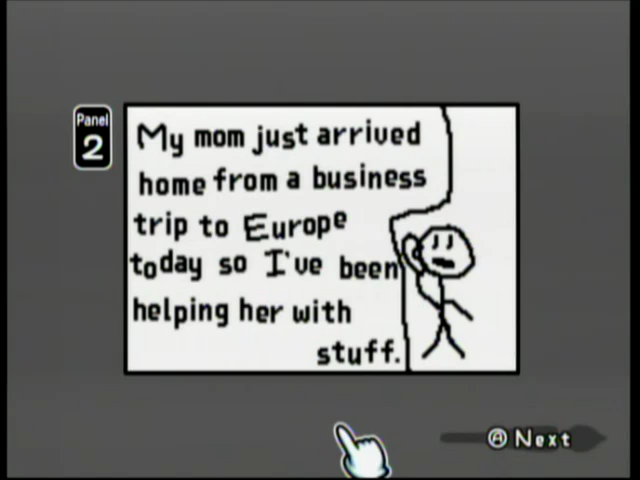 Panel
2
My mom just arrived
home from a business
trip to Europe
today so I've been
helping her with
stuff.
A Next